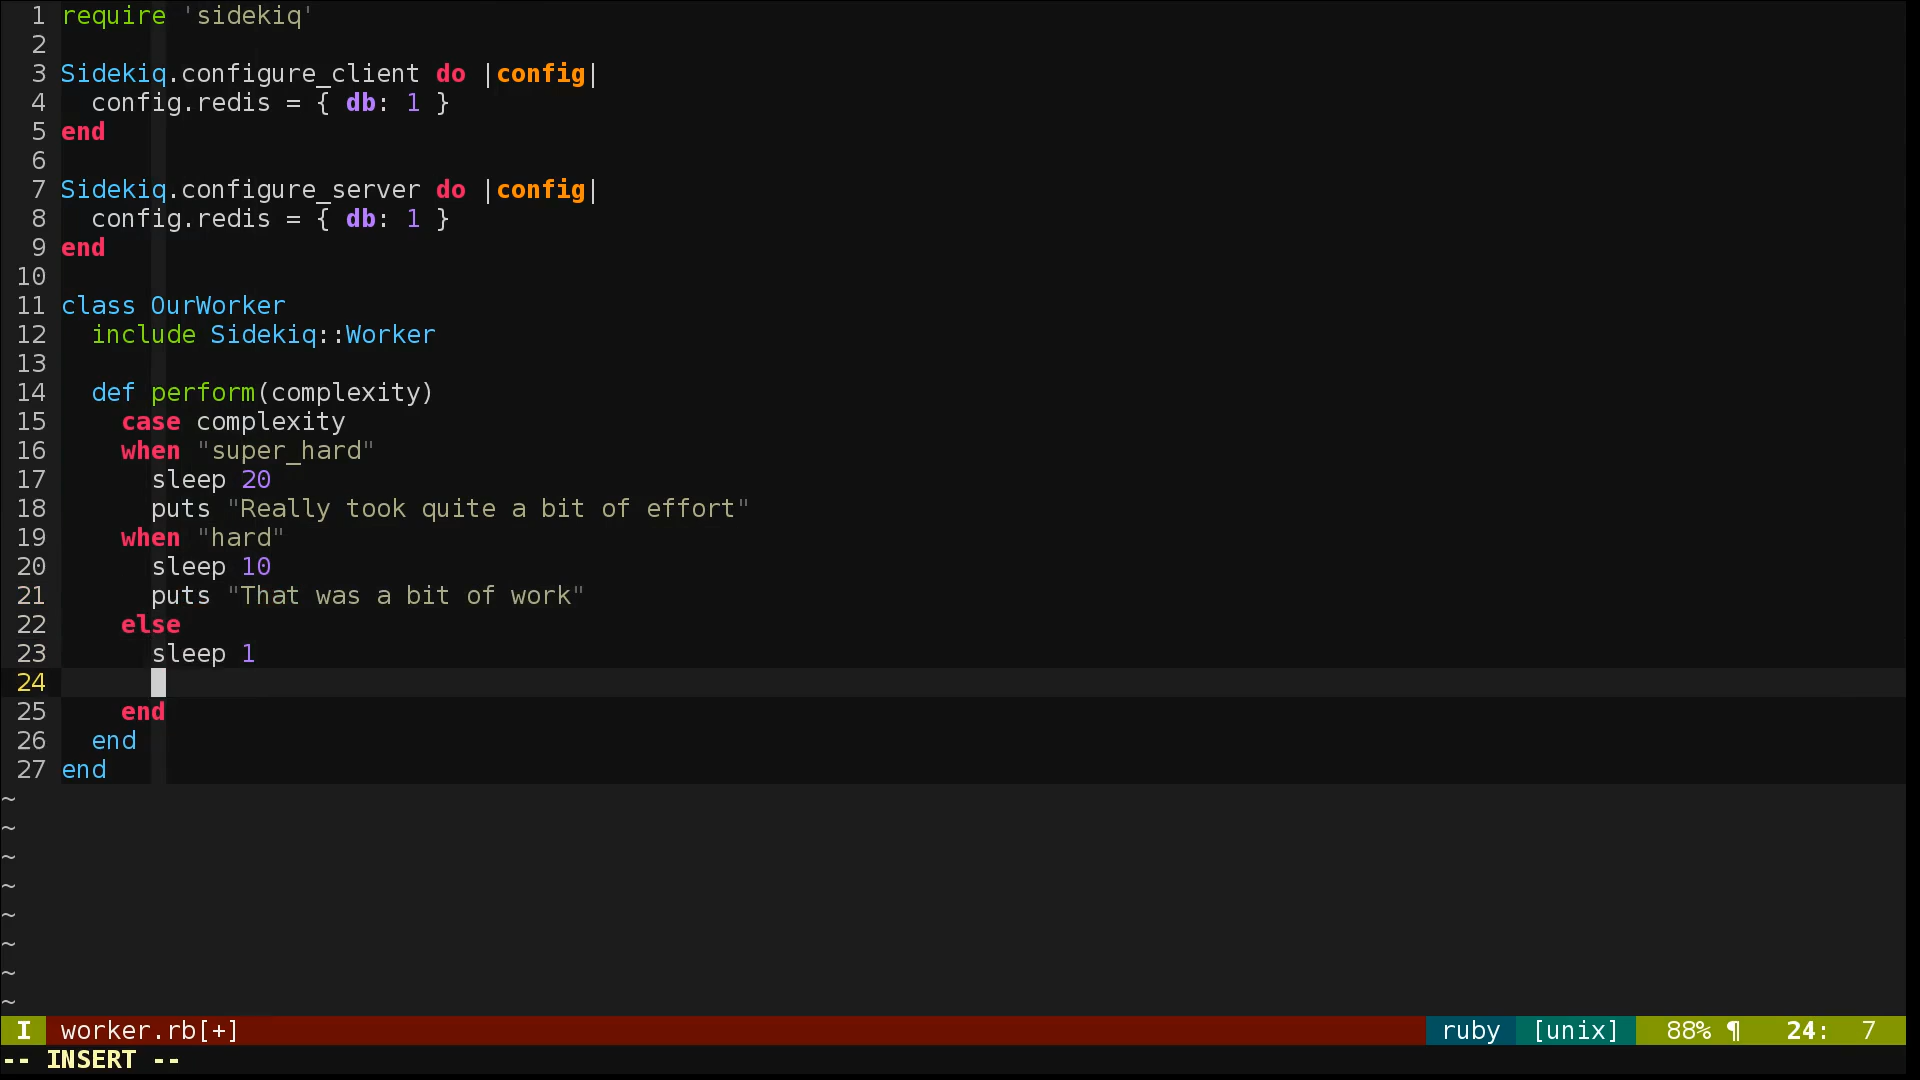 1 require 'sidekiq'
2
3 Sidekiq.configure_client do |config|
4   config.redis = { db: 1 }
5 end
6
7 Sidekiq.configure_server do |config|
8   config.redis = { db: 1 }
9 end
10
11 class OurWorker
12   include Sidekiq::Worker
13
14   def perform(complexity)
15     case complexity
16     when "super_hard"
17       sleep 20
18       puts "Really took quite a bit of effort"
19     when "hard"
20       sleep 10
21       puts "That was a bit of work"
22     else
23       sleep 1
24
25     end
26   end
27 end
~
~
~
~
~
~
~
~
I worker.rb[+] ruby [unix] 88% ¶ 24: 7
-- INSERT --